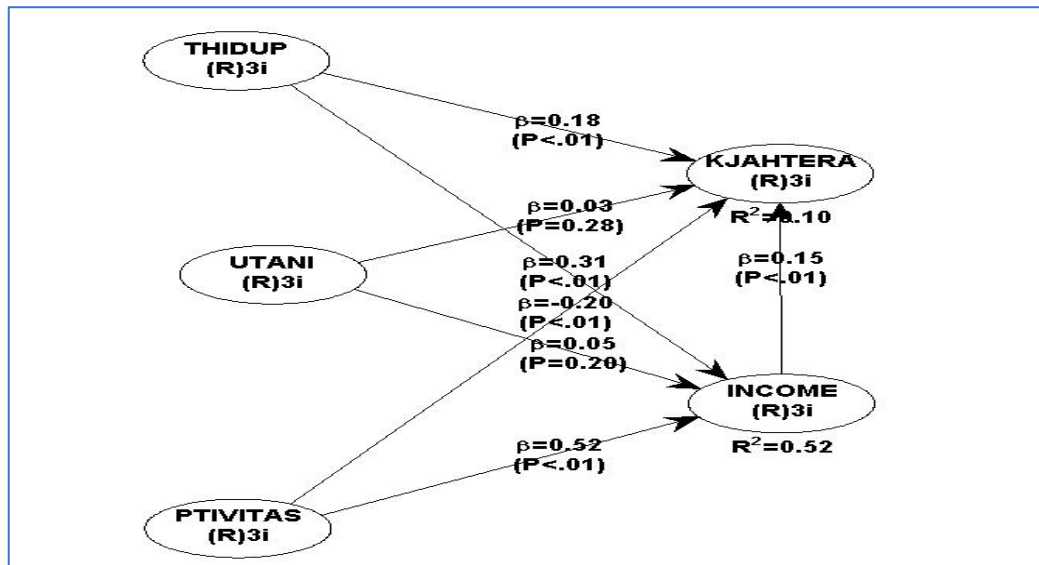 THIDUP
(R)3i
β=0.18
(P<.01)
KJAHTERA
(R)3i
R²=0.10
β=0.03
(P=0.28)
UTANI
(R)3i
β=0.31
(P<.01)
β=0.15
(P<.01)
β=-0.20
(P<.01)
β=0.05
(P=0.20)
INCOME
(R)3i
R²=0.52
β=0.52
(P<.01)
PTIVITAS
(R)3i